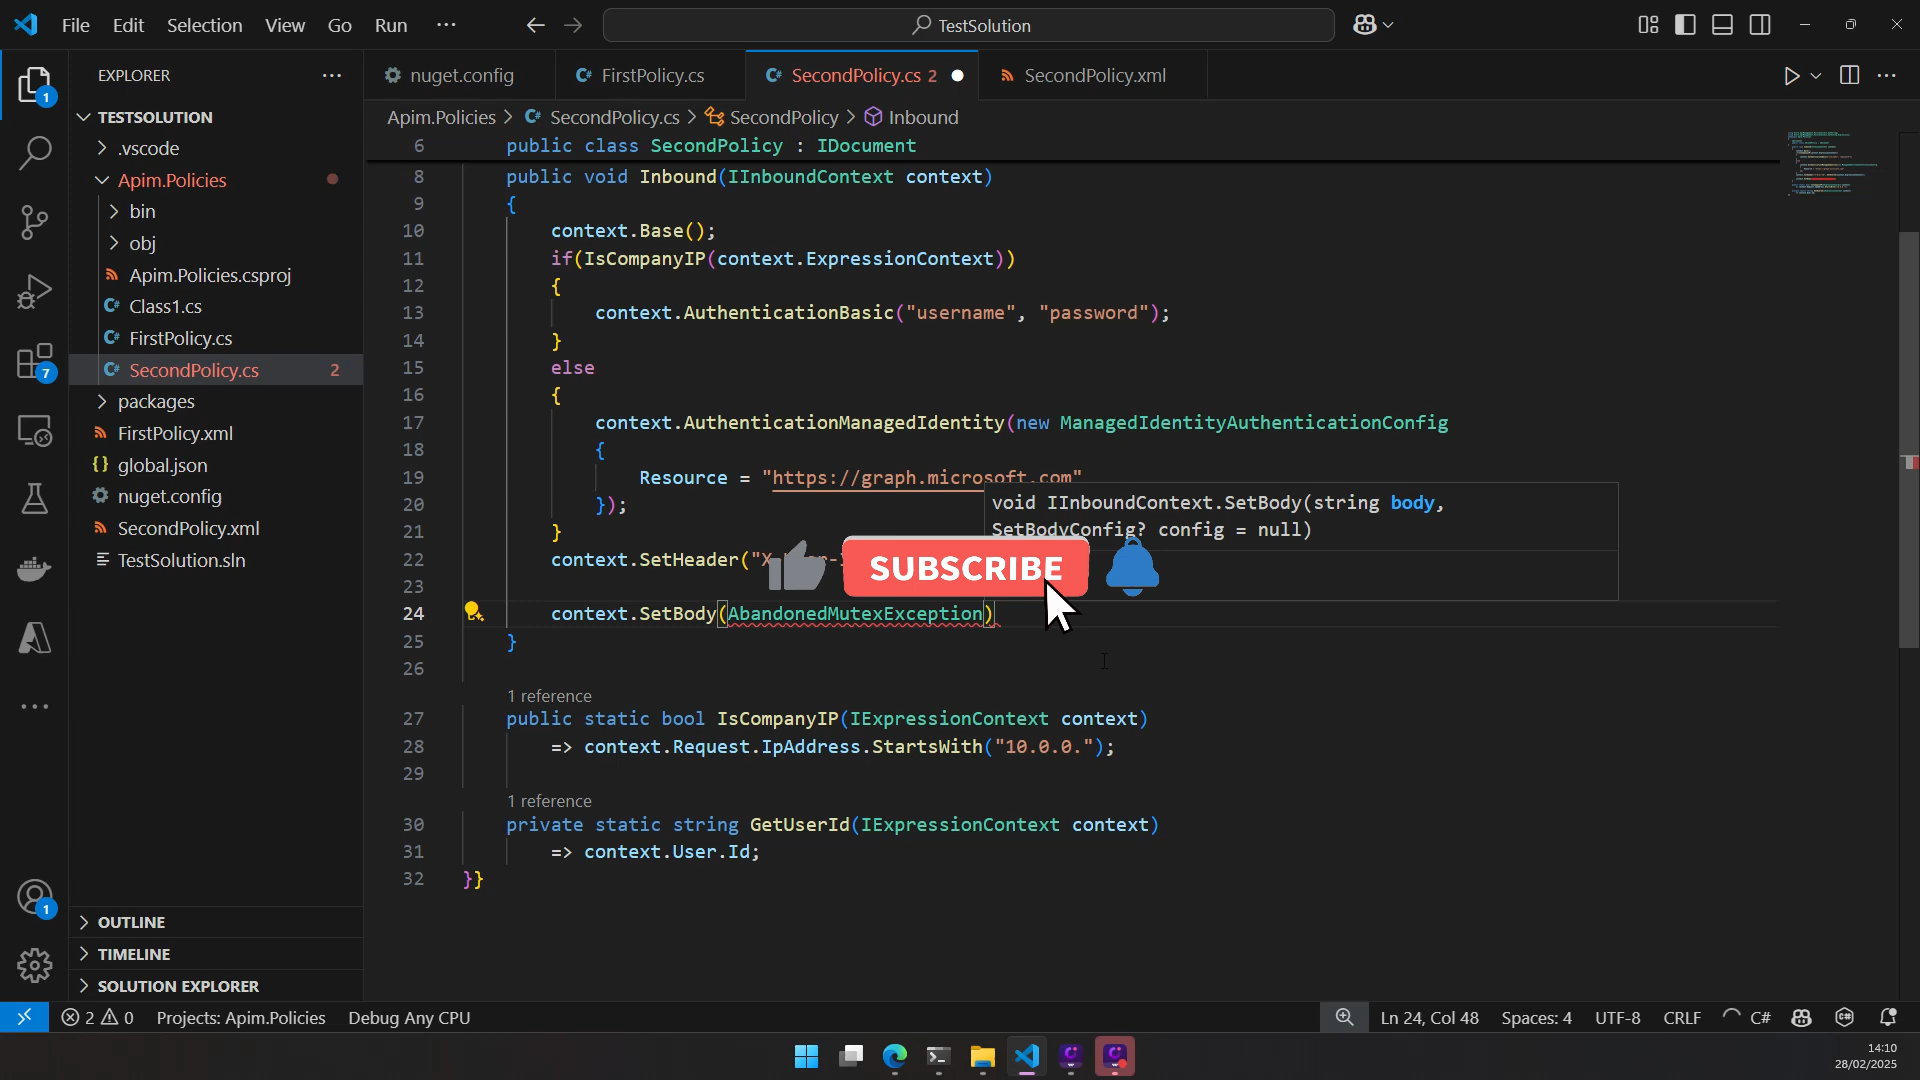 File Edit Selection View Go Run ··· TestSolution
EXPLORER ···
nuget.config
C# FirstPolicy.cs
C# SecondPolicy.cs 2
SecondPolicy.xml
TESTSOLUTION
.vscode
Apim.Policies
bin
obj
Apim.Policies.csproj
C# Class1.cs
C# FirstPolicy.cs
C# SecondPolicy.cs 2
packages
FirstPolicy.xml
{} global.json
nuget.config
SecondPolicy.xml
TestSolution.sln
OUTLINE
TIMELINE
SOLUTION EXPLORER
1
7
1
Apim.Policies > C# SecondPolicy.cs > SecondPolicy > Inbound
6 public class SecondPolicy : IDocument
8 public void Inbound(IInboundContext context)
9 {
10 context.Base();
11 if(IsCompanyIP(context.ExpressionContext))
12 {
13 context.AuthenticationBasic("username", "password");
14 }
15 else
16 {
17 context.AuthenticationManagedIdentity(new ManagedIdentityAuthenticationConfig
18 {
19 Resource = "https://graph.microsoft.com"
20 });
21 }
22 context.SetHeader("X-
23
24 context.SetBody(AbandonedMutexException)
25 }
26
void IInboundContext.SetBody(string body,
SetBodyConfig? config = null)
SUBSCRIBE
1 reference
27 public static bool IsCompanyIP(IExpressionContext context)
28 => context.Request.IpAddress.StartsWith("10.0.0.");
29
1 reference
30 private static string GetUserId(IExpressionContext context)
31 => context.User.Id;
32 }}
2 0 Projects: Apim.Policies Debug Any CPU
Ln 24, Col 48 Spaces: 4 UTF-8 CRLF C#
14:10
28/02/2025